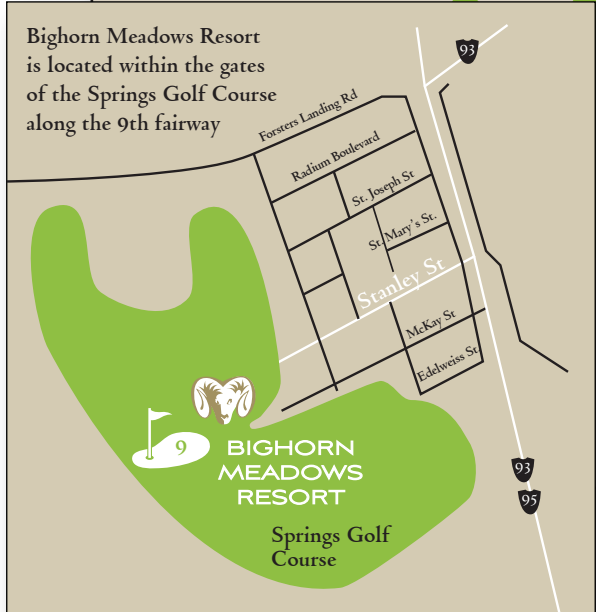 Bighorn Meadows Resort
is located within the gates
of the Springs Golf Course
along the 9th fairway
93
Forsters Landing Rd
Radium Boulevard
St. Joseph St
St. Mary's St.
Stanley St
McKay St
Edelweiss St.
9
BIGHORN
MEADOWS
RESORT
93
95
Springs Golf
Course